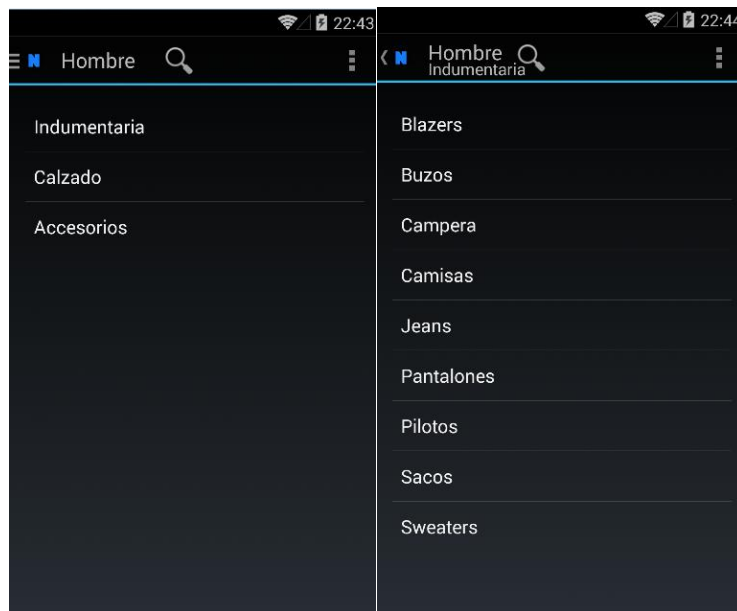 22:43
N Hombre
Indumentaria
Calzado
Accesorios
22:44
N Hombre
Indumentaria
Blazers
Buzos
Campera
Camisas
Jeans
Pantalones
Pilotos
Sacos
Sweaters